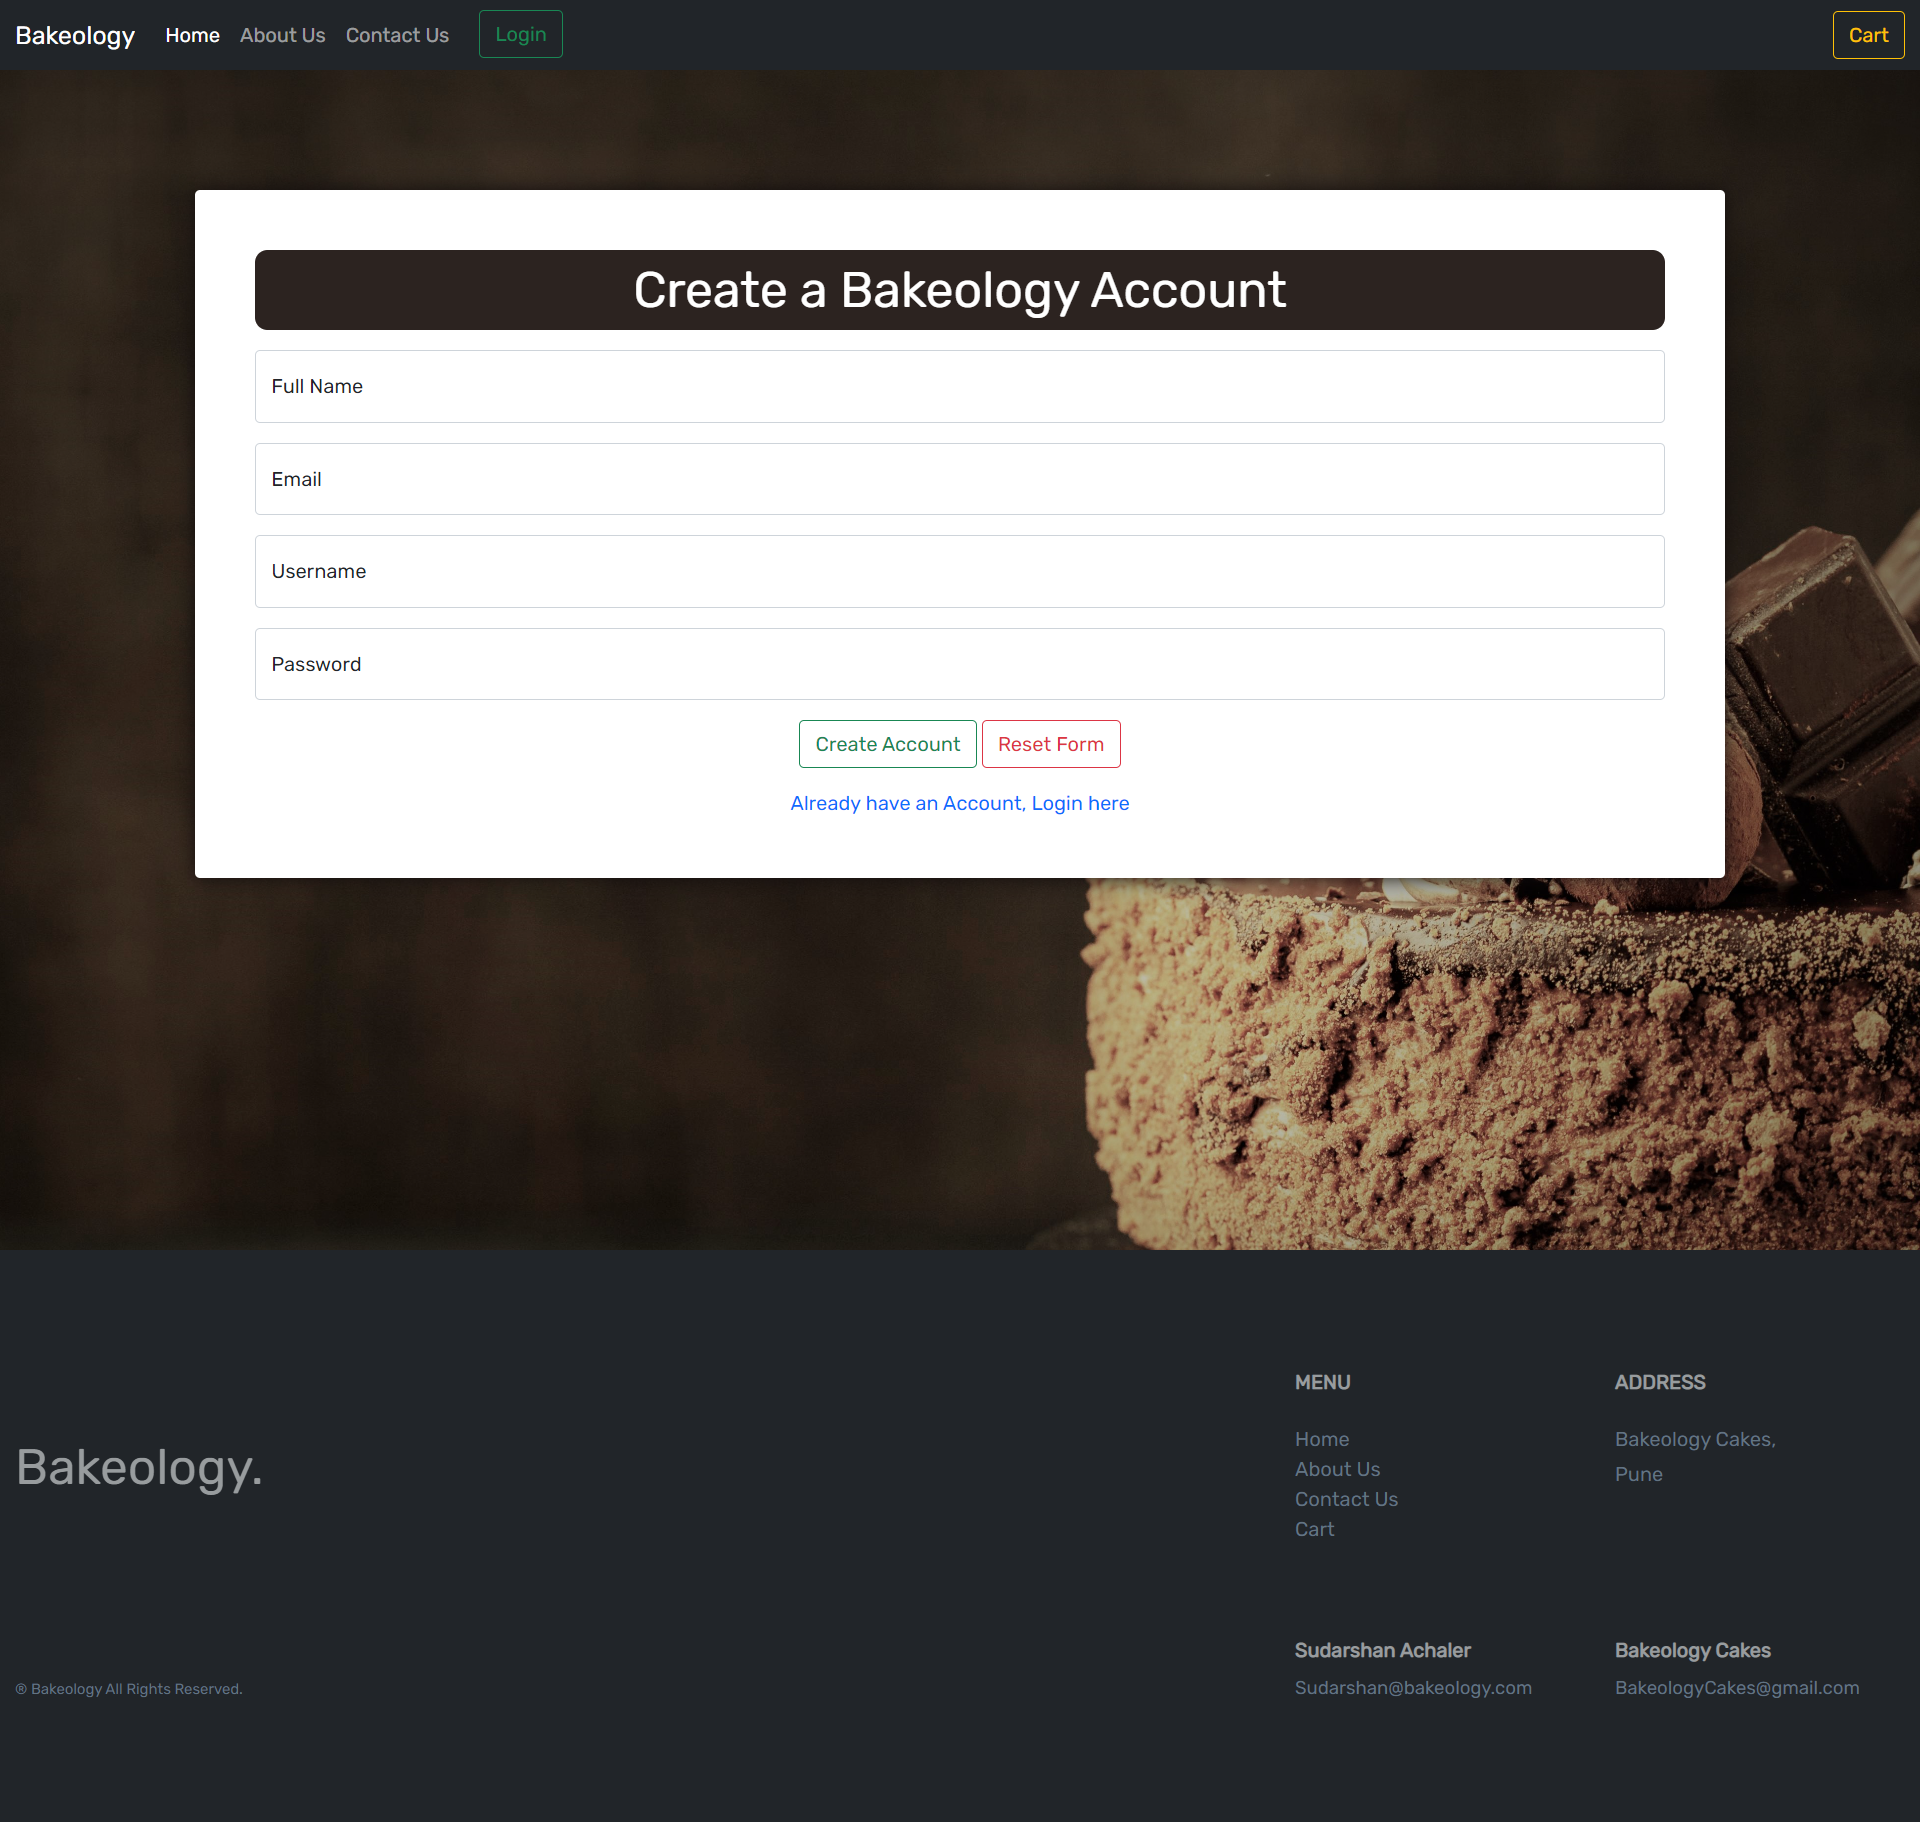 Bakeology Home About Us Contact Us Login Cart
Create a Bakeology Account
Full Name
Email
Username
Password
Create Account Reset Form
Already have an Account, Login here
Bakeology.
MENU
Home
About Us
Contact Us
Cart
ADDRESS
Bakeology Cakes,
Pune
® Bakeology All Rights Reserved.
Sudarshan Achaler
Sudarshan@bakeology.com
Bakeology Cakes
BakeologyCakes@gmail.com